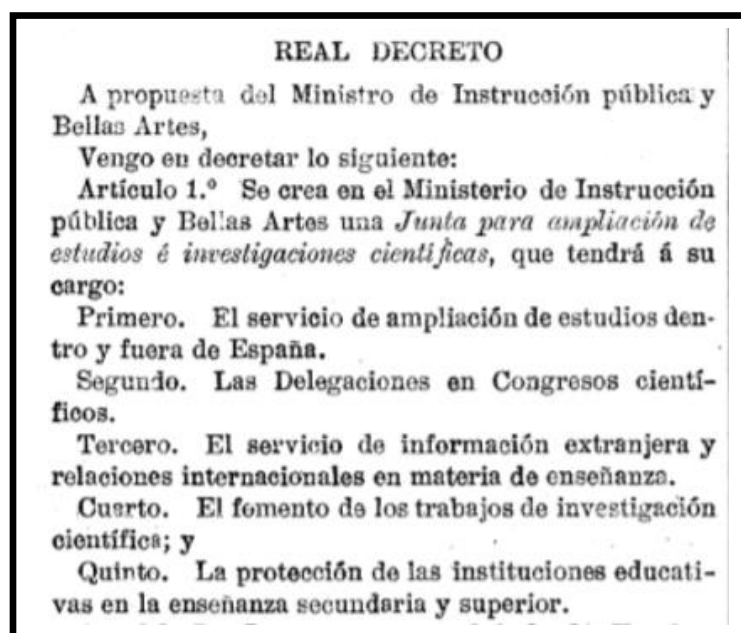 REAL DECRETO
A propuesta del Ministro de Instrucción pública y
Bellas Artes,
Vengo en decretar lo siguiente:
Artículo 1.º Se crea en el Ministerio de Instrucción
pública y Bellas Artes una Junta para ampliación de
estudios é investigaciones científicas, que tendrá á su
cargo:
Primero. El servicio de ampliación de estudios den-
tro y fuera de España.
Segundo. Las Delegaciones en Congresos cientí-
ficos.
Tercero. El servicio de información extranjera y
relaciones internacionales en materia de enseñanza.
Cuarto. El fomento de los trabajos de investigación
científica; y
Quinto. La protección de las instituciones educati-
vas en la enseñanza secundaria y superior.